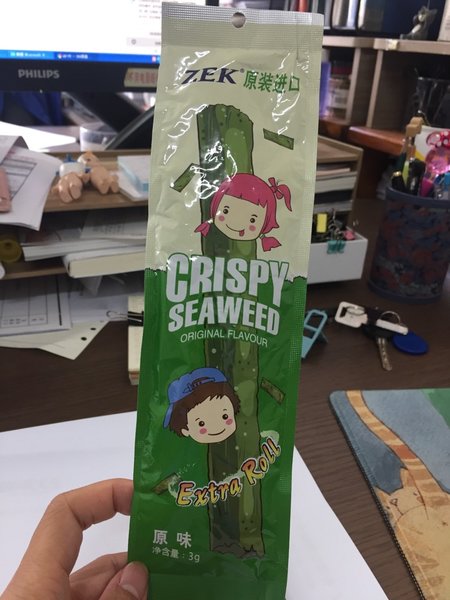 PHILIPS
ZEK® 原装进口
CRISPY
SEAWEED
ORIGINAL FLAVOUR
Extra Roll
原味
净含量：3g